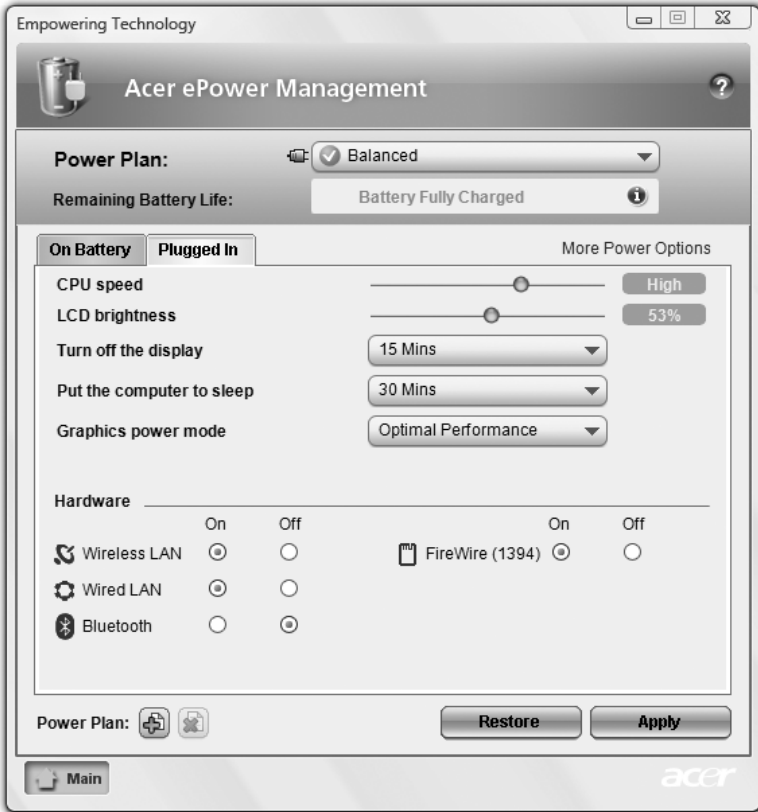 Empowering Technology
Acer ePower Management
?
Power Plan: Balanced
Remaining Battery Life: Battery Fully Charged i
On Battery Plugged In More Power Options
CPU speed High
LCD brightness 53%
Turn off the display 15 Mins
Put the computer to sleep 30 Mins
Graphics power mode Optimal Performance
Hardware
On Off On Off
Wireless LAN FireWire (1394)
Wired LAN
Bluetooth
Power Plan: Restore Apply
Main acer